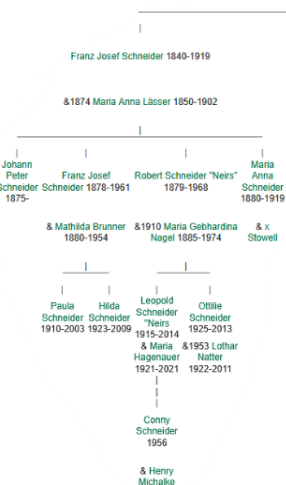 Franz Josef Schneider 1840-1919
&1874 Maria Anna Lässer 1850-1902
Johann
Peter
Schneider
1875-
Franz Josef
Schneider 1878-1961
& Mathilda Brunner
1880-1954
Robert Schneider "Neirs"
1879-1968
&1910 Maria Gebhardina
Nagel 1885-1974
Maria
Anna
Schneider
1880-1919
& x
Stowell
Paula
Schneider
1910-2003
Hilda
Schneider
1923-2009
Leopold
Schneider
"Neirs
1915-2014
& Maria
Hagenauer
1921-2021
Ottilie
Schneider
1925-2013
&1953 Lothar
Natter
1922-2011
Conny
Schneider
1956
& Henry
Michalke